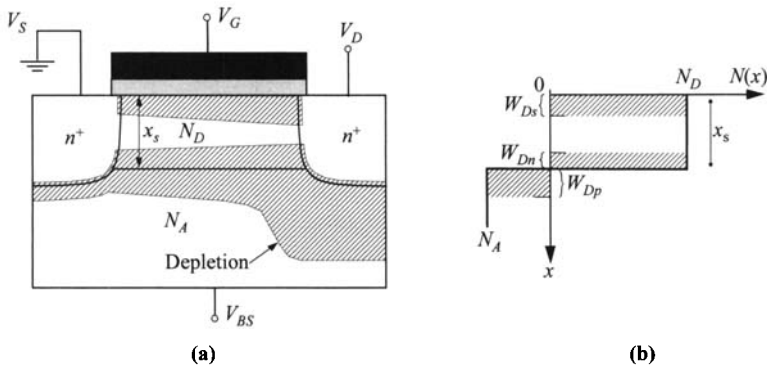 V_S
V_G
V_D
n⁺
x_s
N_D
n⁺
N_A
Depletion
V_BS
(a)
0
N_D
N(x)
W_Ds
x_s
W_Dn
W_Dp
N_A
x
(b)